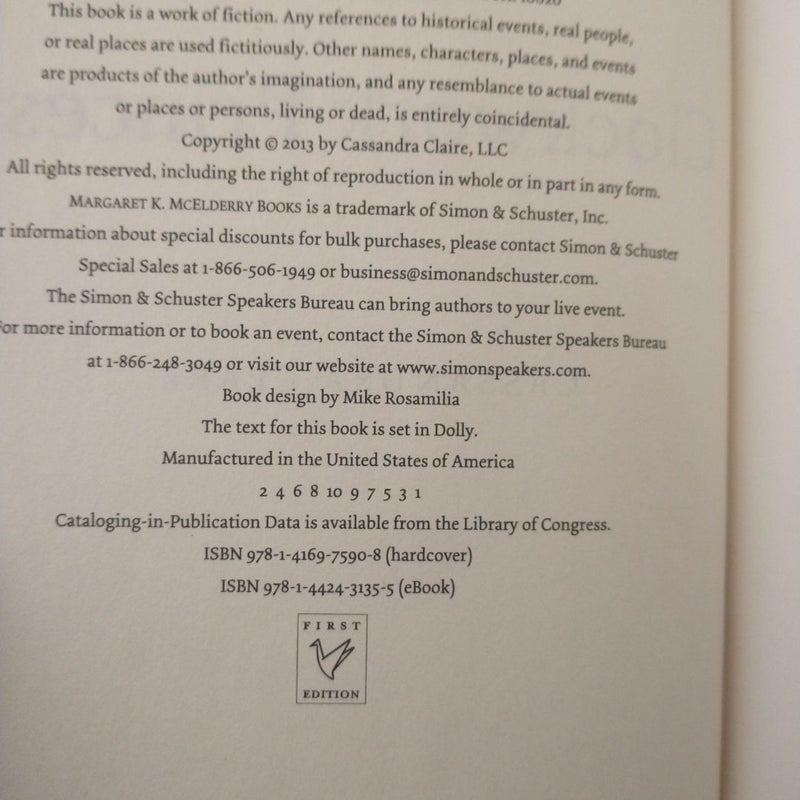 This book is a work of fiction. Any references to historical events, real people,
or real places are used fictitiously. Other names, characters, places, and events
are products of the author's imagination, and any resemblance to actual events
or places or persons, living or dead, is entirely coincidental.
Copyright © 2013 by Cassandra Claire, LLC
All rights reserved, including the right of reproduction in whole or in part in any form.
MARGARET K. MCELDERRY BOOKS is a trademark of Simon & Schuster, Inc.
r information about special discounts for bulk purchases, please contact Simon & Schuster
Special Sales at 1-866-506-1949 or business@simonandschuster.com.
The Simon & Schuster Speakers Bureau can bring authors to your live event.
For more information or to book an event, contact the Simon & Schuster Speakers Bureau
at 1-866-248-3049 or visit our website at www.simonspeakers.com.
Book design by Mike Rosamilia
The text for this book is set in Dolly.
Manufactured in the United States of America
2 4 6 8 10 9 7 5 3 1
Cataloging-in-Publication Data is available from the Library of Congress.
ISBN 978-1-4169-7590-8 (hardcover)
ISBN 978-1-4424-3135-5 (eBook)
FIRST
EDITION